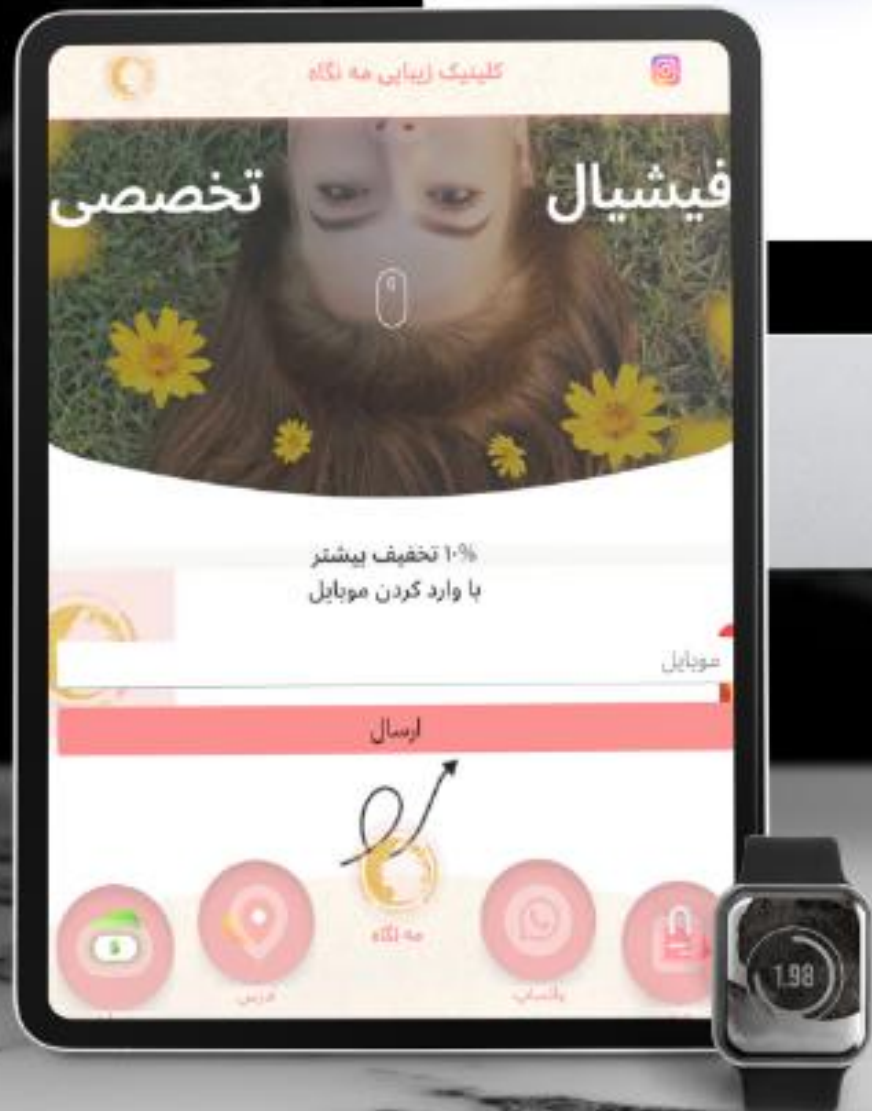 کلینیک زیبایی مه نگاه
فیشیال تخصصی
۱۰% تخفیف بیشتر
با وارد کردن موبایل
موبایل
ارسال
مه نگاه
واتساپ
آدرس
1.98